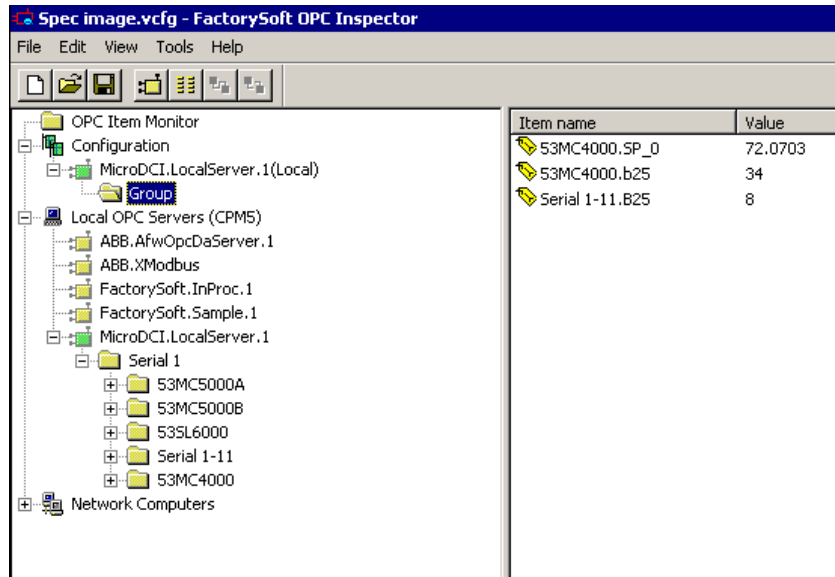 Spec image.vcfg - FactorySoft OPC Inspector
File Edit View Tools Help
OPC Item Monitor
Configuration
MicroDCI.LocalServer.1(Local)
Group
Local OPC Servers (CPM5)
ABB.AfwOpcDaServer.1
ABB.XModbus
FactorySoft.InProc.1
FactorySoft.Sample.1
MicroDCI.LocalServer.1
Serial 1
53MC5000A
53MC5000B
53SL6000
Serial 1-11
53MC4000
Network Computers
Item name Value
53MC4000.SP_0 72.0703
53MC4000.b25 34
Serial 1-11.B25 8